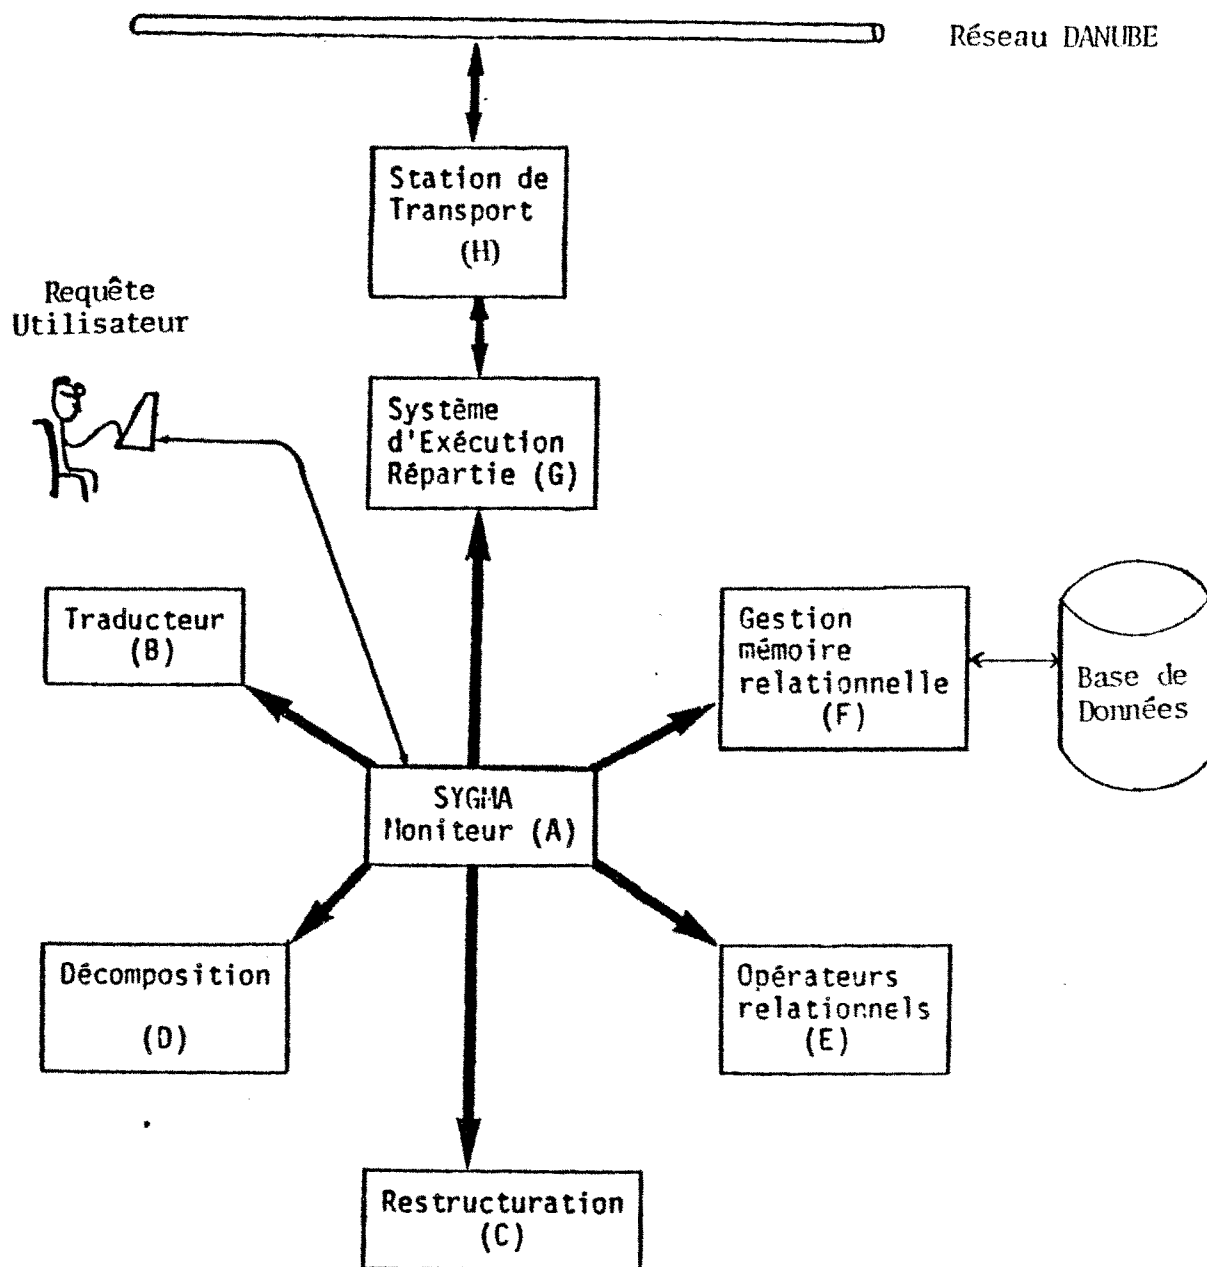 Réseau DANUBE
Station de
Transport
(H)
Requête
Utilisateur
Système
d'Exécution
Répartie (G)
Traducteur
(B)
Gestion
mémoire
relationnelle
(F)
Base de
Données
SYGMA
Moniteur (A)
Décomposition
(D)
Opérateurs
relationnels
(E)
Restructuration
(C)